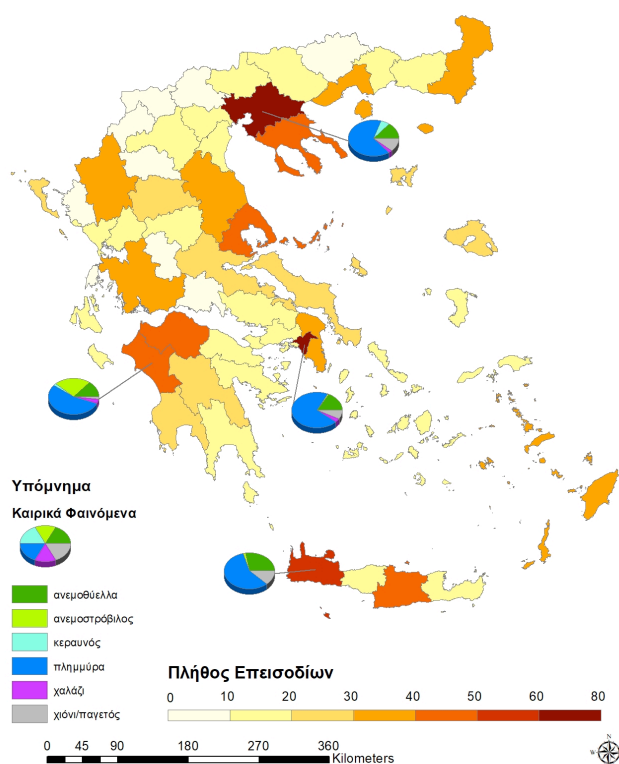 Υπόμνημα
Καιρικά Φαινόμενα
ανεμοθύελλα
ανεμοστρόβιλος
κεραυνός
πλημμύρα
χαλάζι
χιόνι/παγετός
Πλήθος Επεισοδίων
0 10 20 30 40 50 60 80
0 45 90 180 270 360
Kilometers
N
W E
S